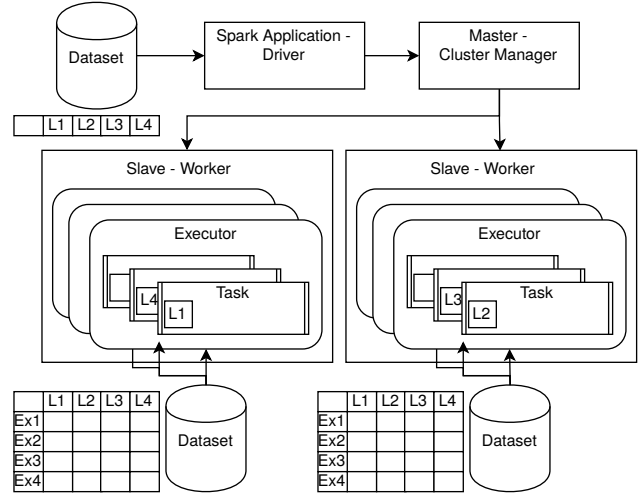 Dataset
Spark Application -
Driver
Master -
Cluster Manager
L1 L2 L3 L4
Slave - Worker
Executor
Task
L4
L1
Slave - Worker
Executor
Task
L3
L2
L1 L2 L3 L4
Ex1
Ex2
Ex3
Ex4
Dataset
L1 L2 L3 L4
Ex1
Ex2
Ex3
Ex4
Dataset